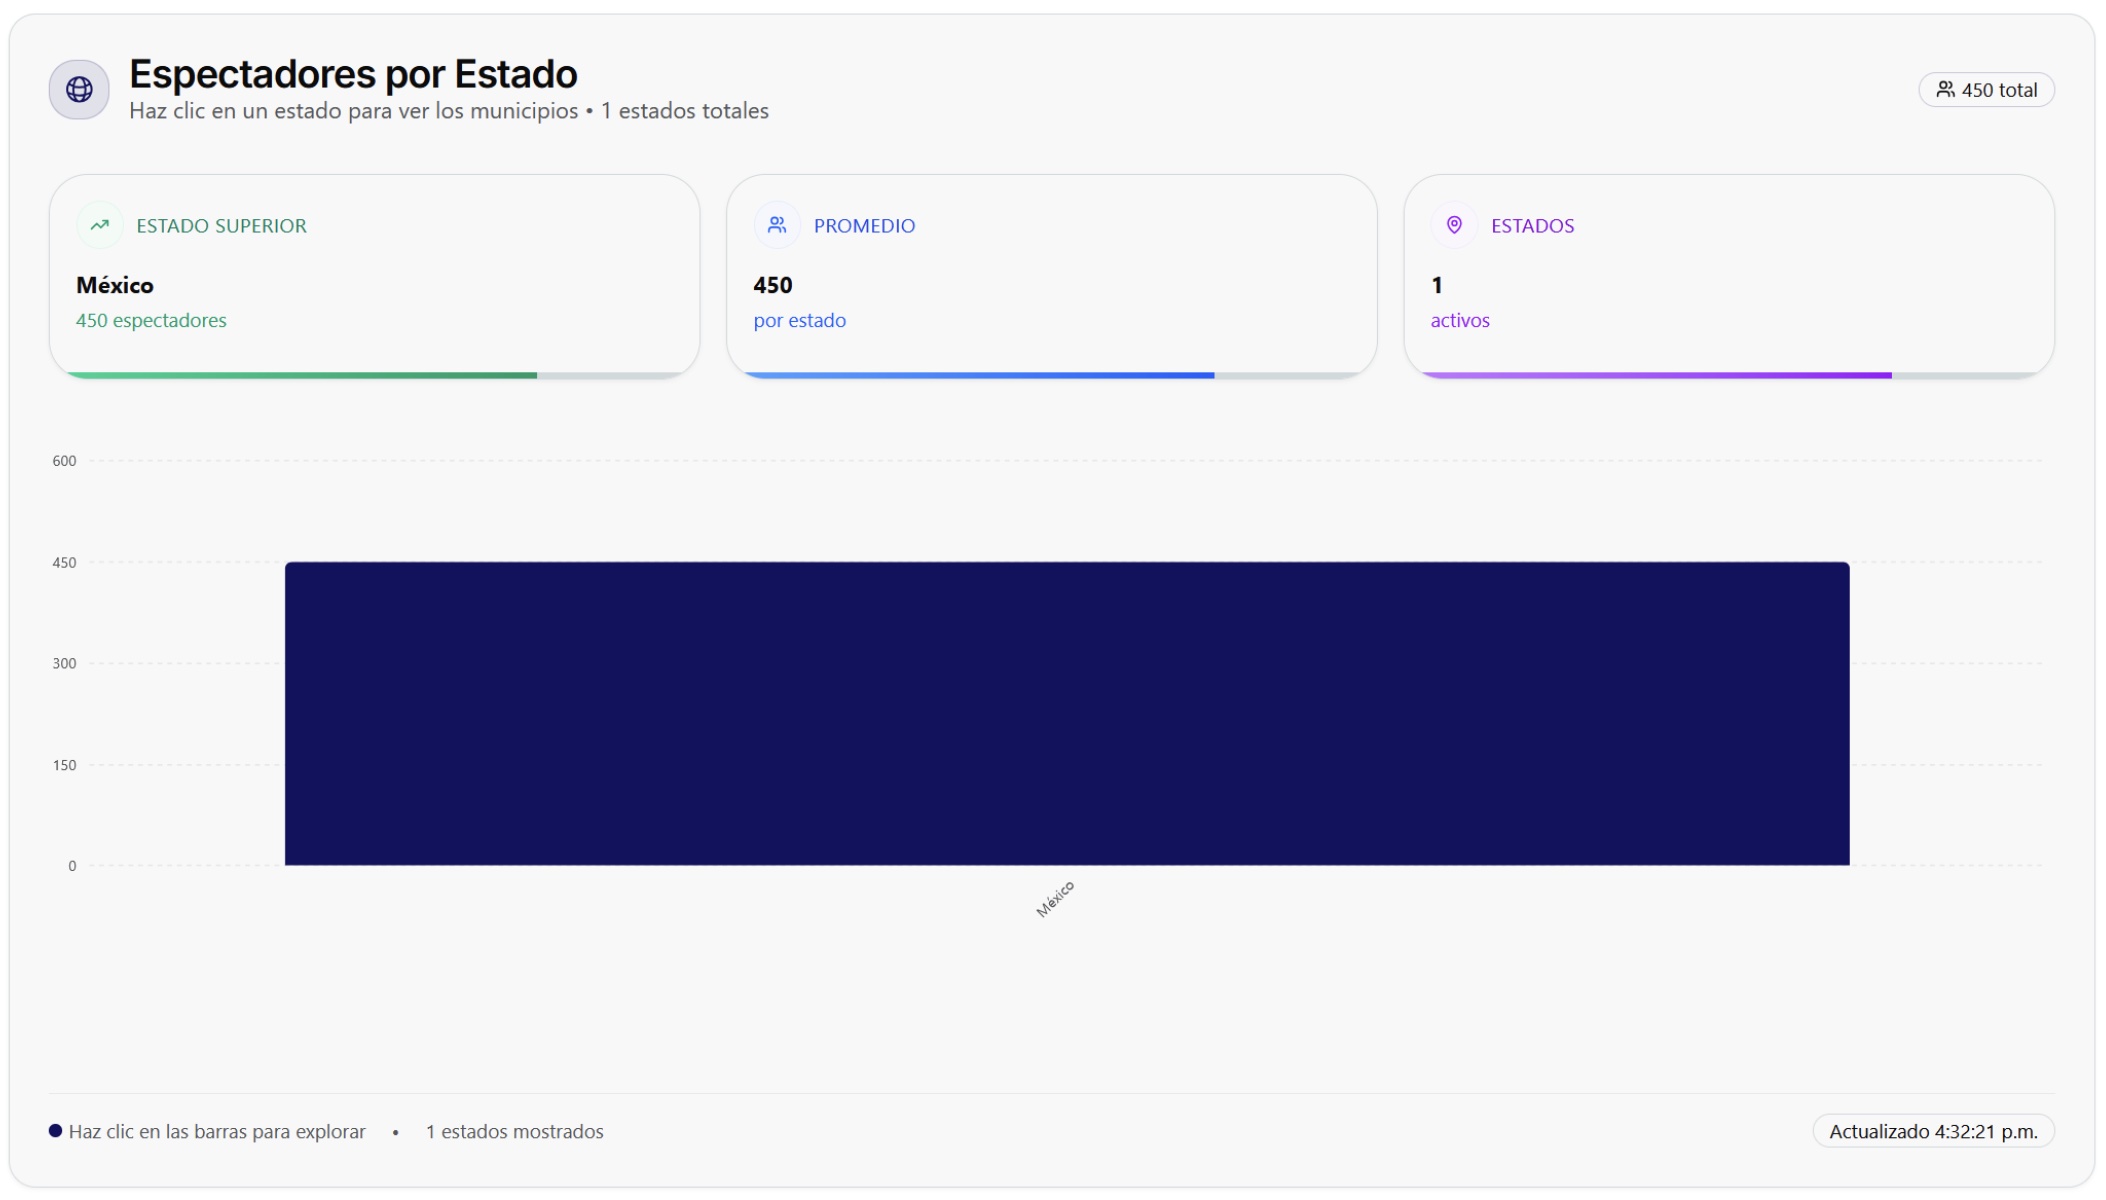 Espectadores por Estado
Haz clic en un estado para ver los municipios • 1 estados totales
450 total
ESTADO SUPERIOR
México
450 espectadores
PROMEDIO
450
por estado
ESTADOS
1
activos
600
450
300
150
0
México
Haz clic en las barras para explorar • 1 estados mostrados
Actualizado 4:32:21 p.m.